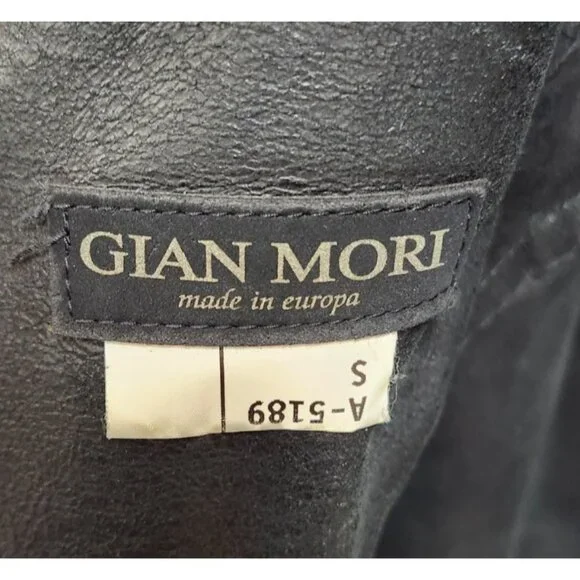 GIAN MORI
made in europa
A-5189
S